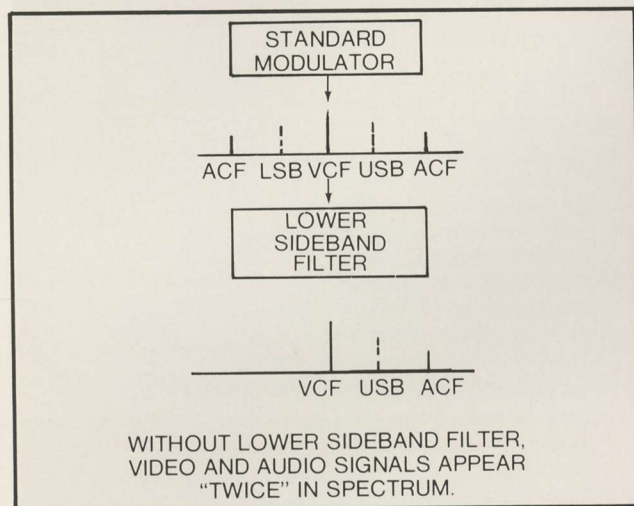 STANDARD
MODULATOR
ACF LSB VCF USB ACF
LOWER
SIDEBAND
FILTER
VCF USB ACF
WITHOUT LOWER SIDEBAND FILTER,
VIDEO AND AUDIO SIGNALS APPEAR
“TWICE” IN SPECTRUM.